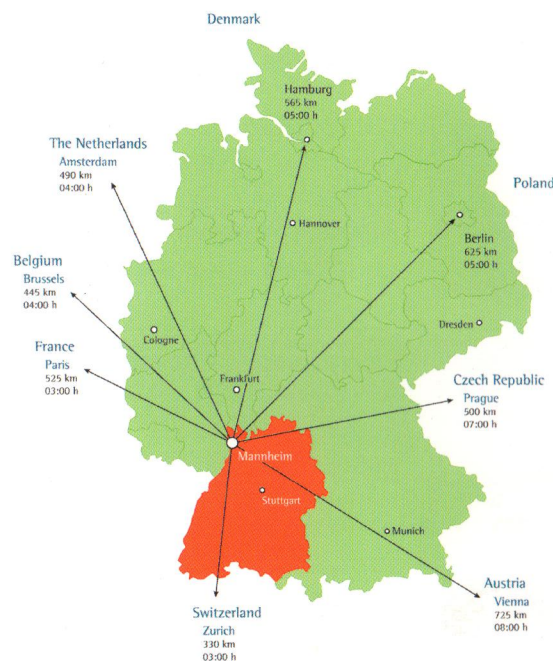 Denmark
Hamburg
565 km
05:00 h
The Netherlands
Amsterdam
490 km
04:00 h
Poland
Hannover
Berlin
625 km
05:00 h
Belgium
Brussels
445 km
04:00 h
Cologne
Dresden
France
Paris
525 km
03:00 h
Frankfurt
Czech Republic
Prague
500 km
07:00 h
Mannheim
Stuttgart
Munich
Austria
Vienna
725 km
08:00 h
Switzerland
Zurich
330 km
03:00 h